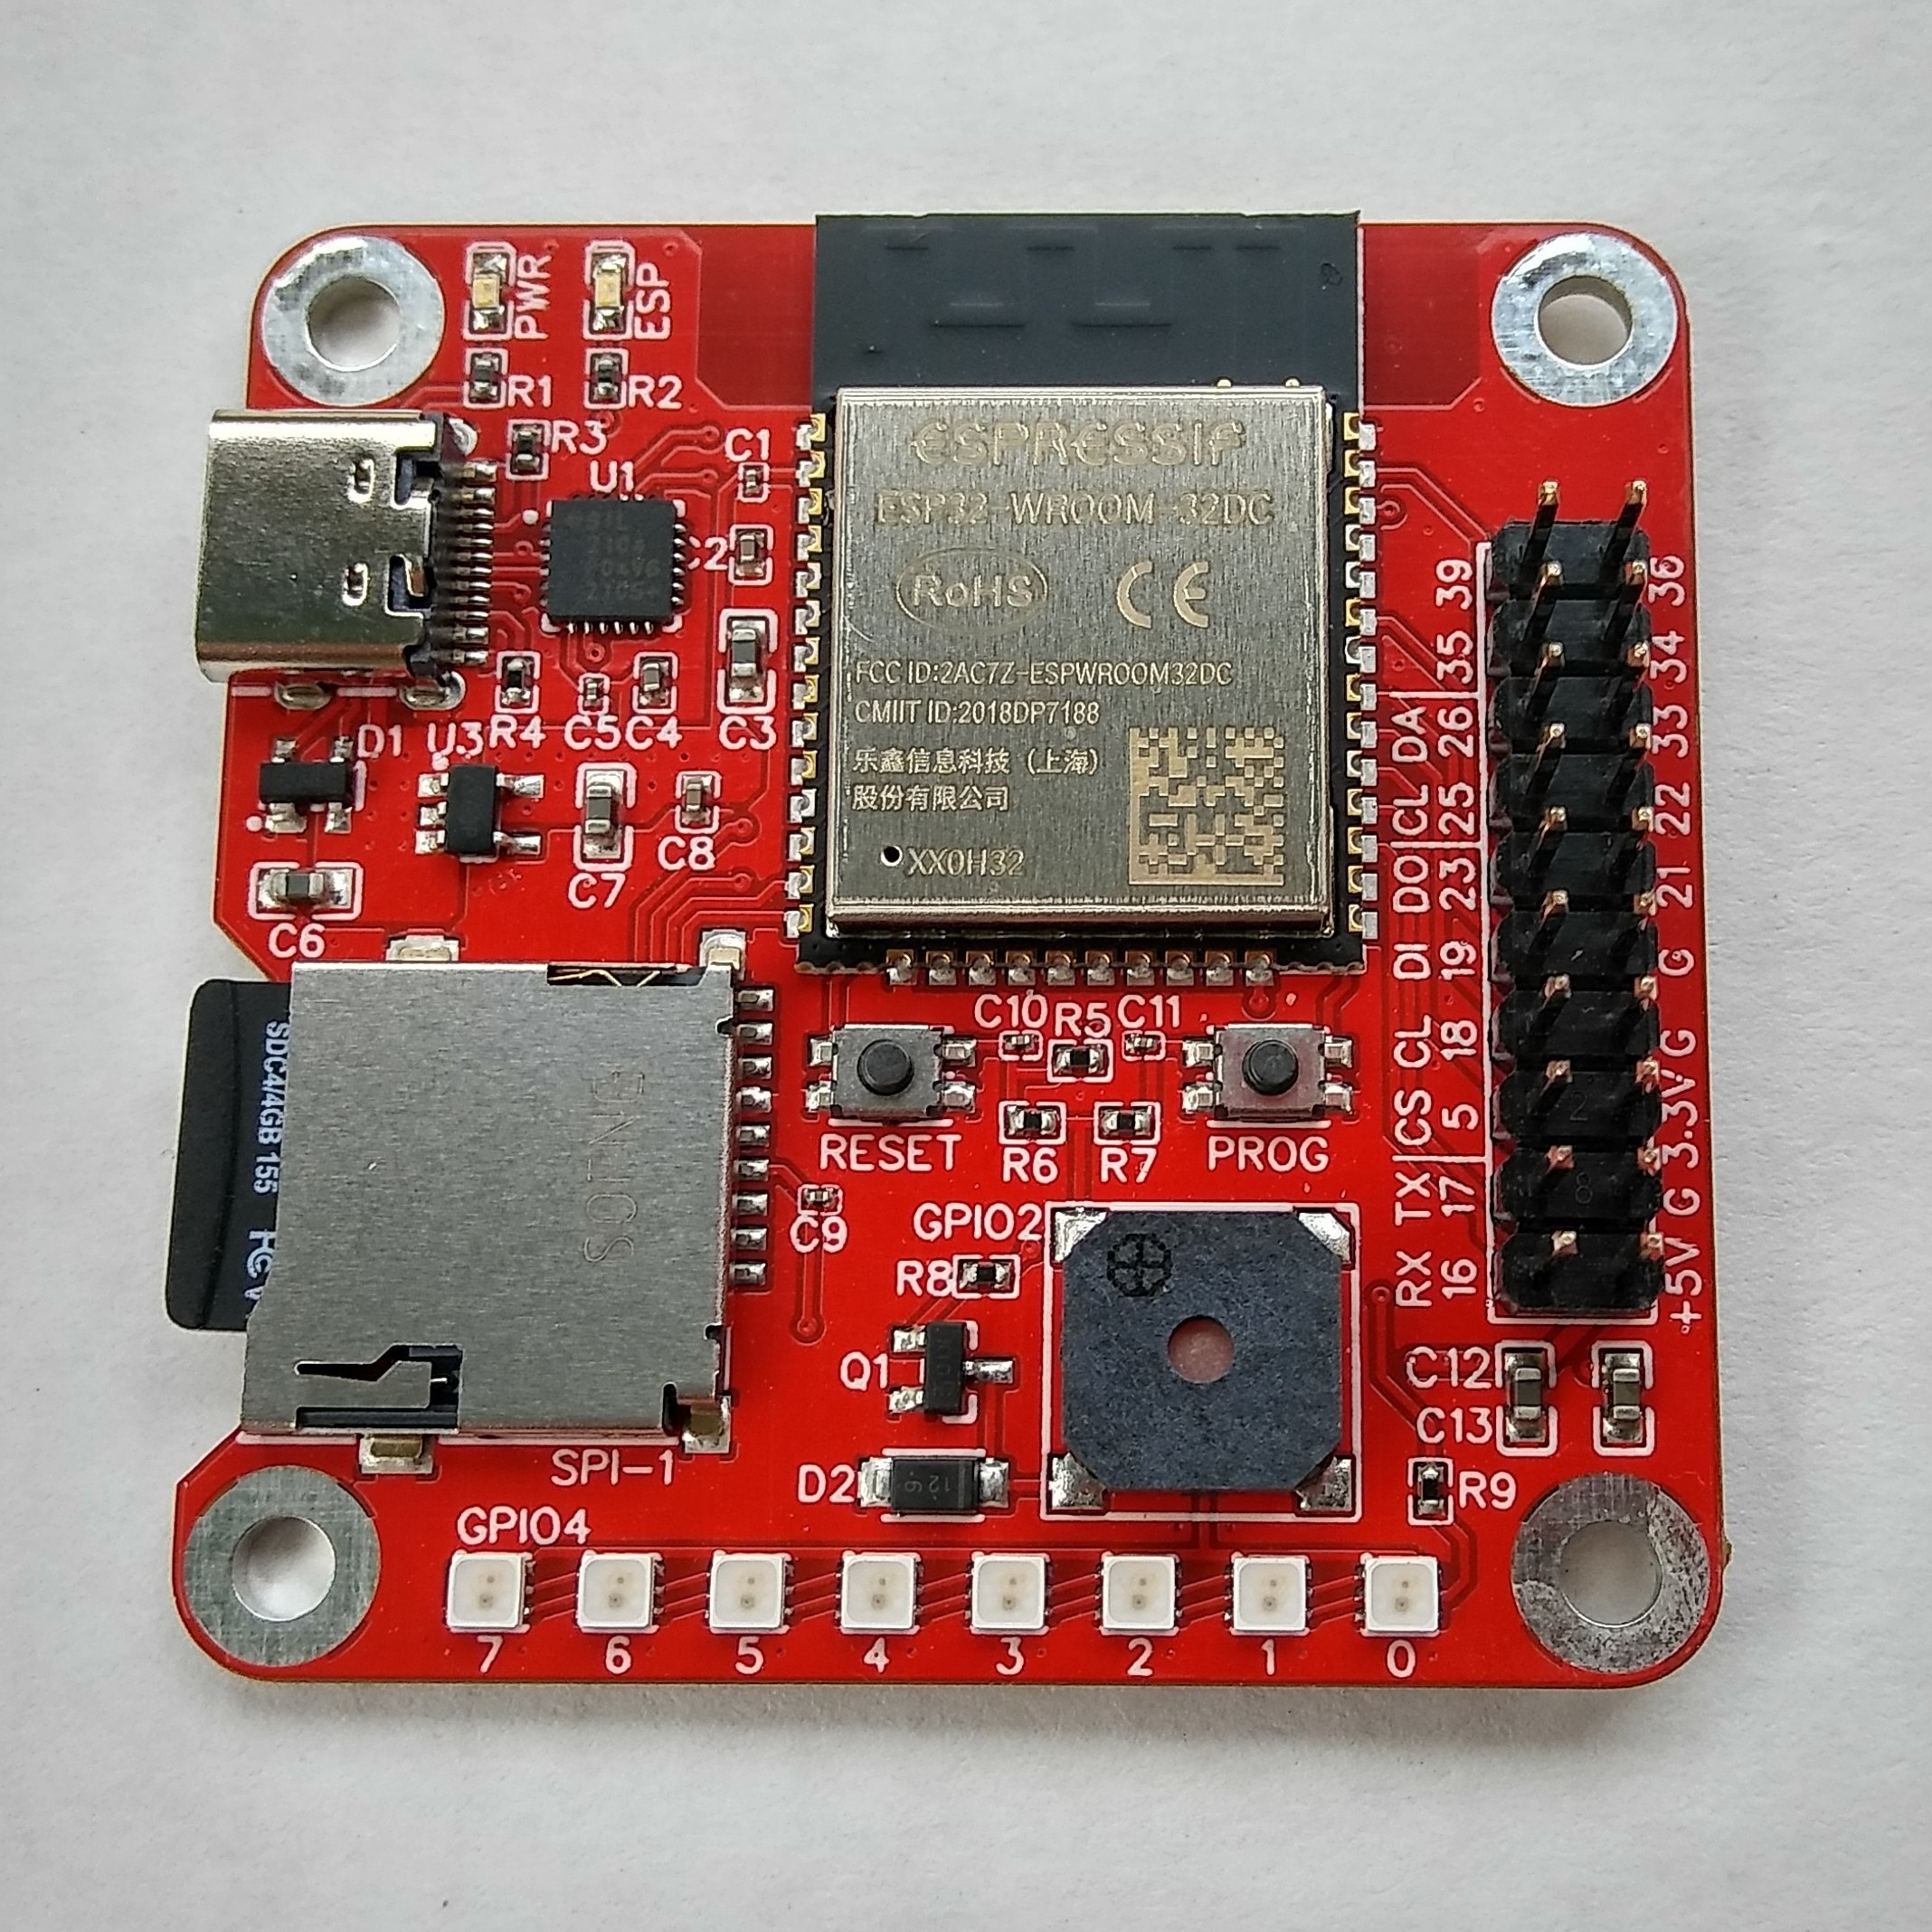 PWR
ESP
R1
R2
R3
U1
C1
C2
R4
C5
C4
C3
D1
U3
C7
C8
C6
ESPRESSIF
ESP32-WROOM-32DC
RoHS CE
FCC ID:2AC7Z-ESPWROOM32DC
CMIIT ID:2018DP7188
乐鑫信息科技（上海）
股份有限公司
XX0H32
39 36
35 34
DA 26 33
CL 25 22
DO 23 21
DI 19 G
CL 18 G
CS 5 3.3V
TX 17 G
RX 16 +5V
SDC4/4GB 155
C10
R5
C11
RESET
R6
R7
PROG
C9
GPIO2
R8
Q1
D2
C12
C13
R9
SPI-1
GPIO4
7 6 5 4 3 2 1 0